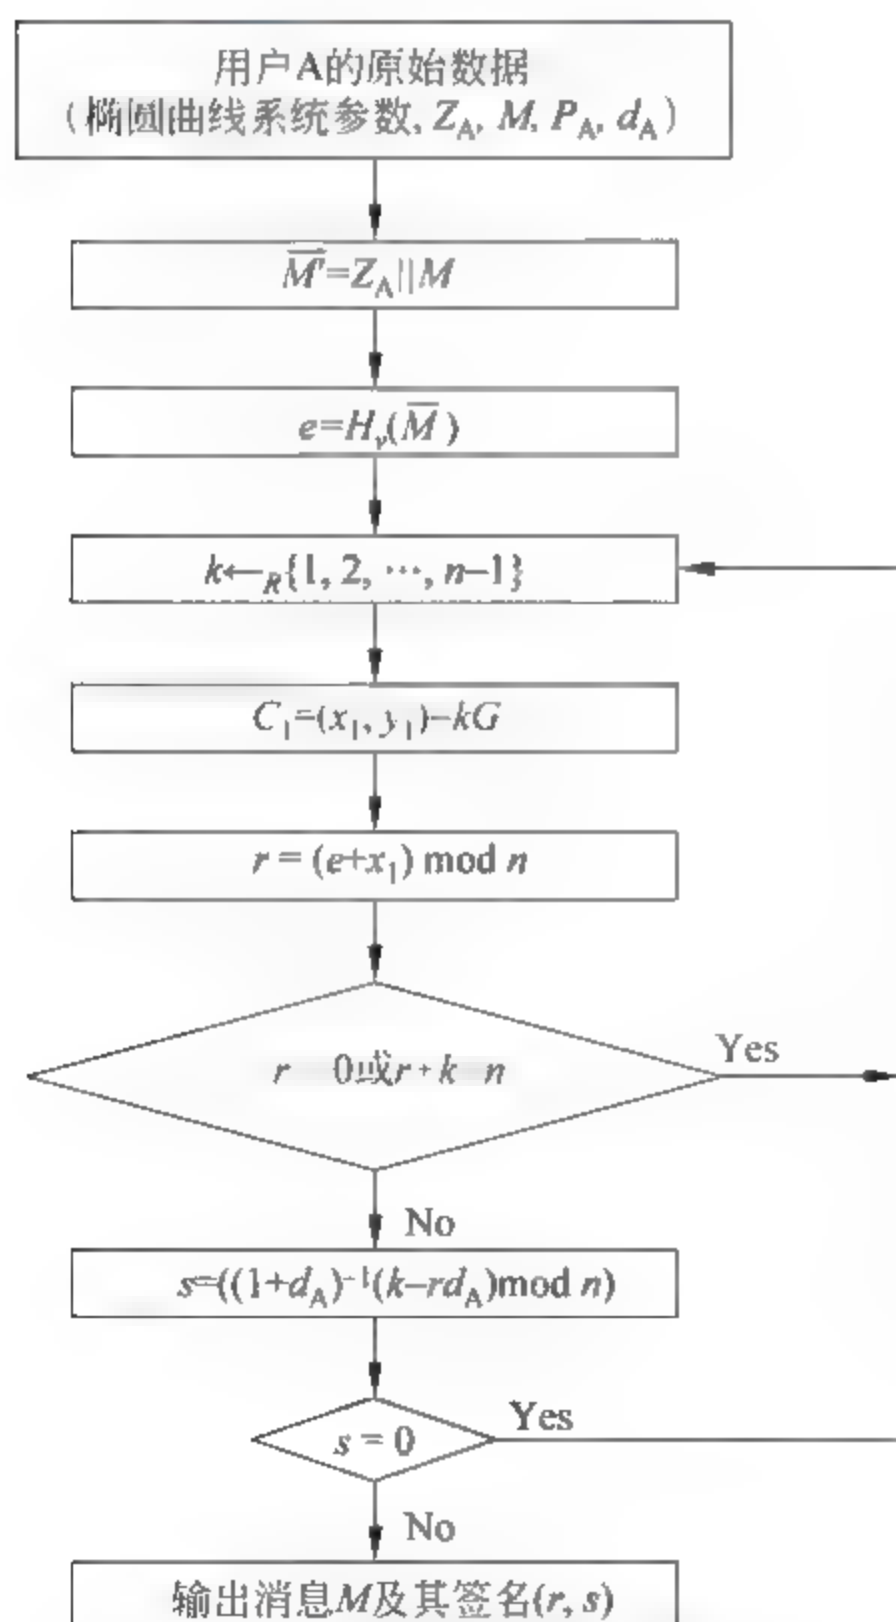 用户A的原始数据
(椭圆曲线系统参数, Z_A, M, P_A, d_A)
M̅=Z_A||M
e=H_v(M̅)
k←_R{1, 2, ⋯, n–1}
C_1=(x_1, y_1)=kG
r = (e+x_1) mod n
r = 0或r + k = n
Yes
No
s=((1+d_A)^{-1}(k–rd_A)mod n)
s = 0
Yes
No
输出消息M及其签名(r, s)